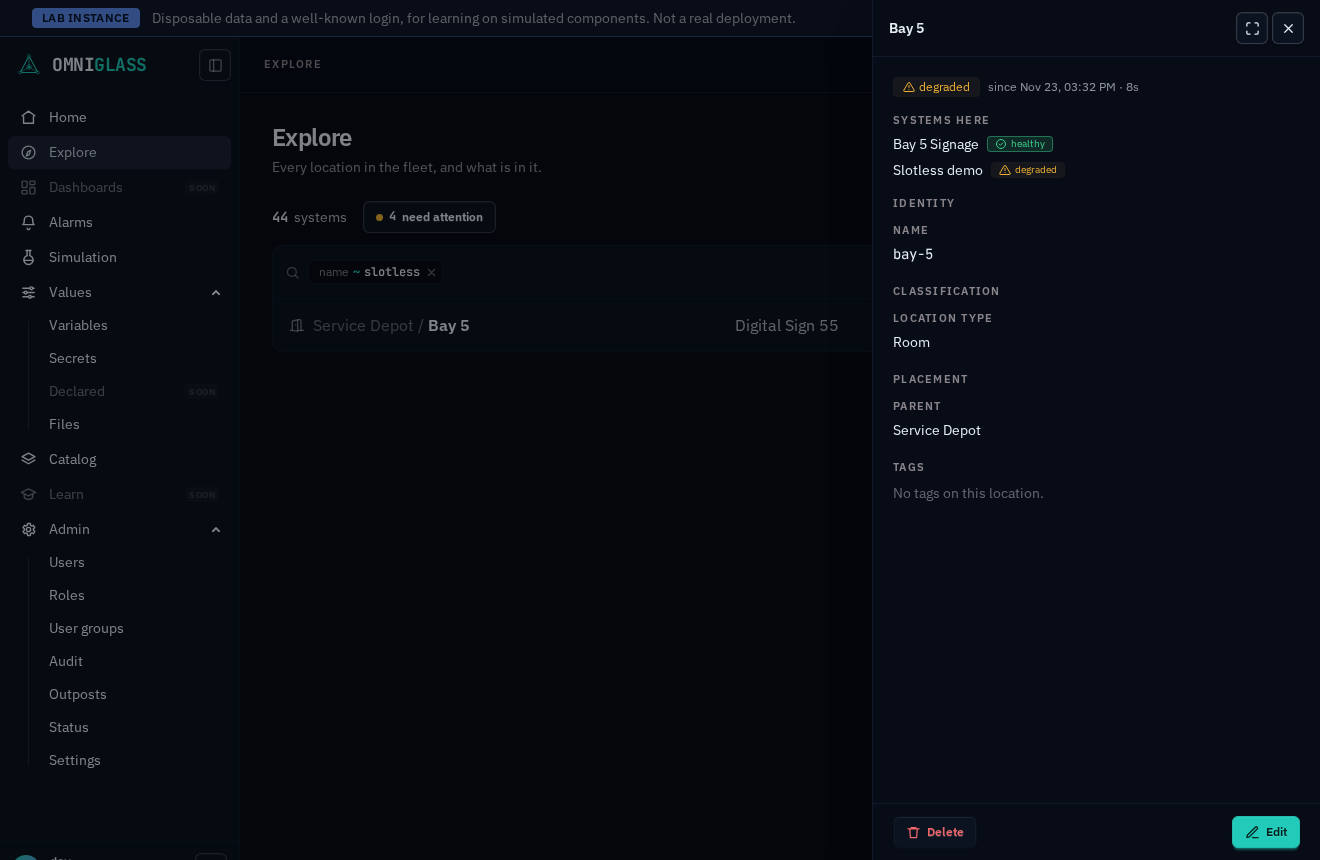 LAB INSTANCE Disposable data and a well-known login, for learning on simulated components. Not a real deployment.
OMNIGLASS
Home
Explore
Dashboards SOON
Alarms
Simulation
Values
Variables
Secrets
Declared SOON
Files
Catalog
Learn SOON
Admin
Users
Roles
User groups
Audit
Outposts
Status
Settings
EXPLORE
Explore
Every location in the fleet, and what is in it.
44 systems 4 need attention
name ~ slotless
Service Depot / Bay 5 Digital Sign 55
Bay 5
degraded since Nov 23, 03:32 PM · 8s
SYSTEMS HERE
Bay 5 Signage healthy
Slotless demo degraded
IDENTITY
NAME
bay-5
CLASSIFICATION
LOCATION TYPE
Room
PLACEMENT
PARENT
Service Depot
TAGS
No tags on this location.
Delete Edit